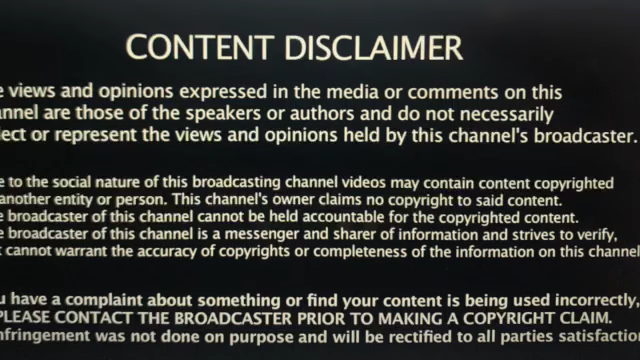 CONTENT DISCLAIMER
views and opinions expressed in the media or comments on this
are those of the speakers or authors and do not necessarily
or represent the views and opinions held by this channel's broadcaster.
to the social nature of this broadcasting channel videos may contain content copyrighted
another entity or person. This channel's owner claims no copyright to said content.
broadcaster of this channel cannot be held accountable for the copyrighted content.
broadcaster of this channel is a messenger and sharer of information and strives to verify,
cannot warrant the accuracy of copyrights or completeness of the information on this channel
have a complaint about something or find your content is being used incorrectly,
PLEASE CONTACT THE BROADCASTER PRIOR TO MAKING A COPYRIGHT CLAIM.
nfringement was not done on purpose and will be rectified to all parties satisfactio